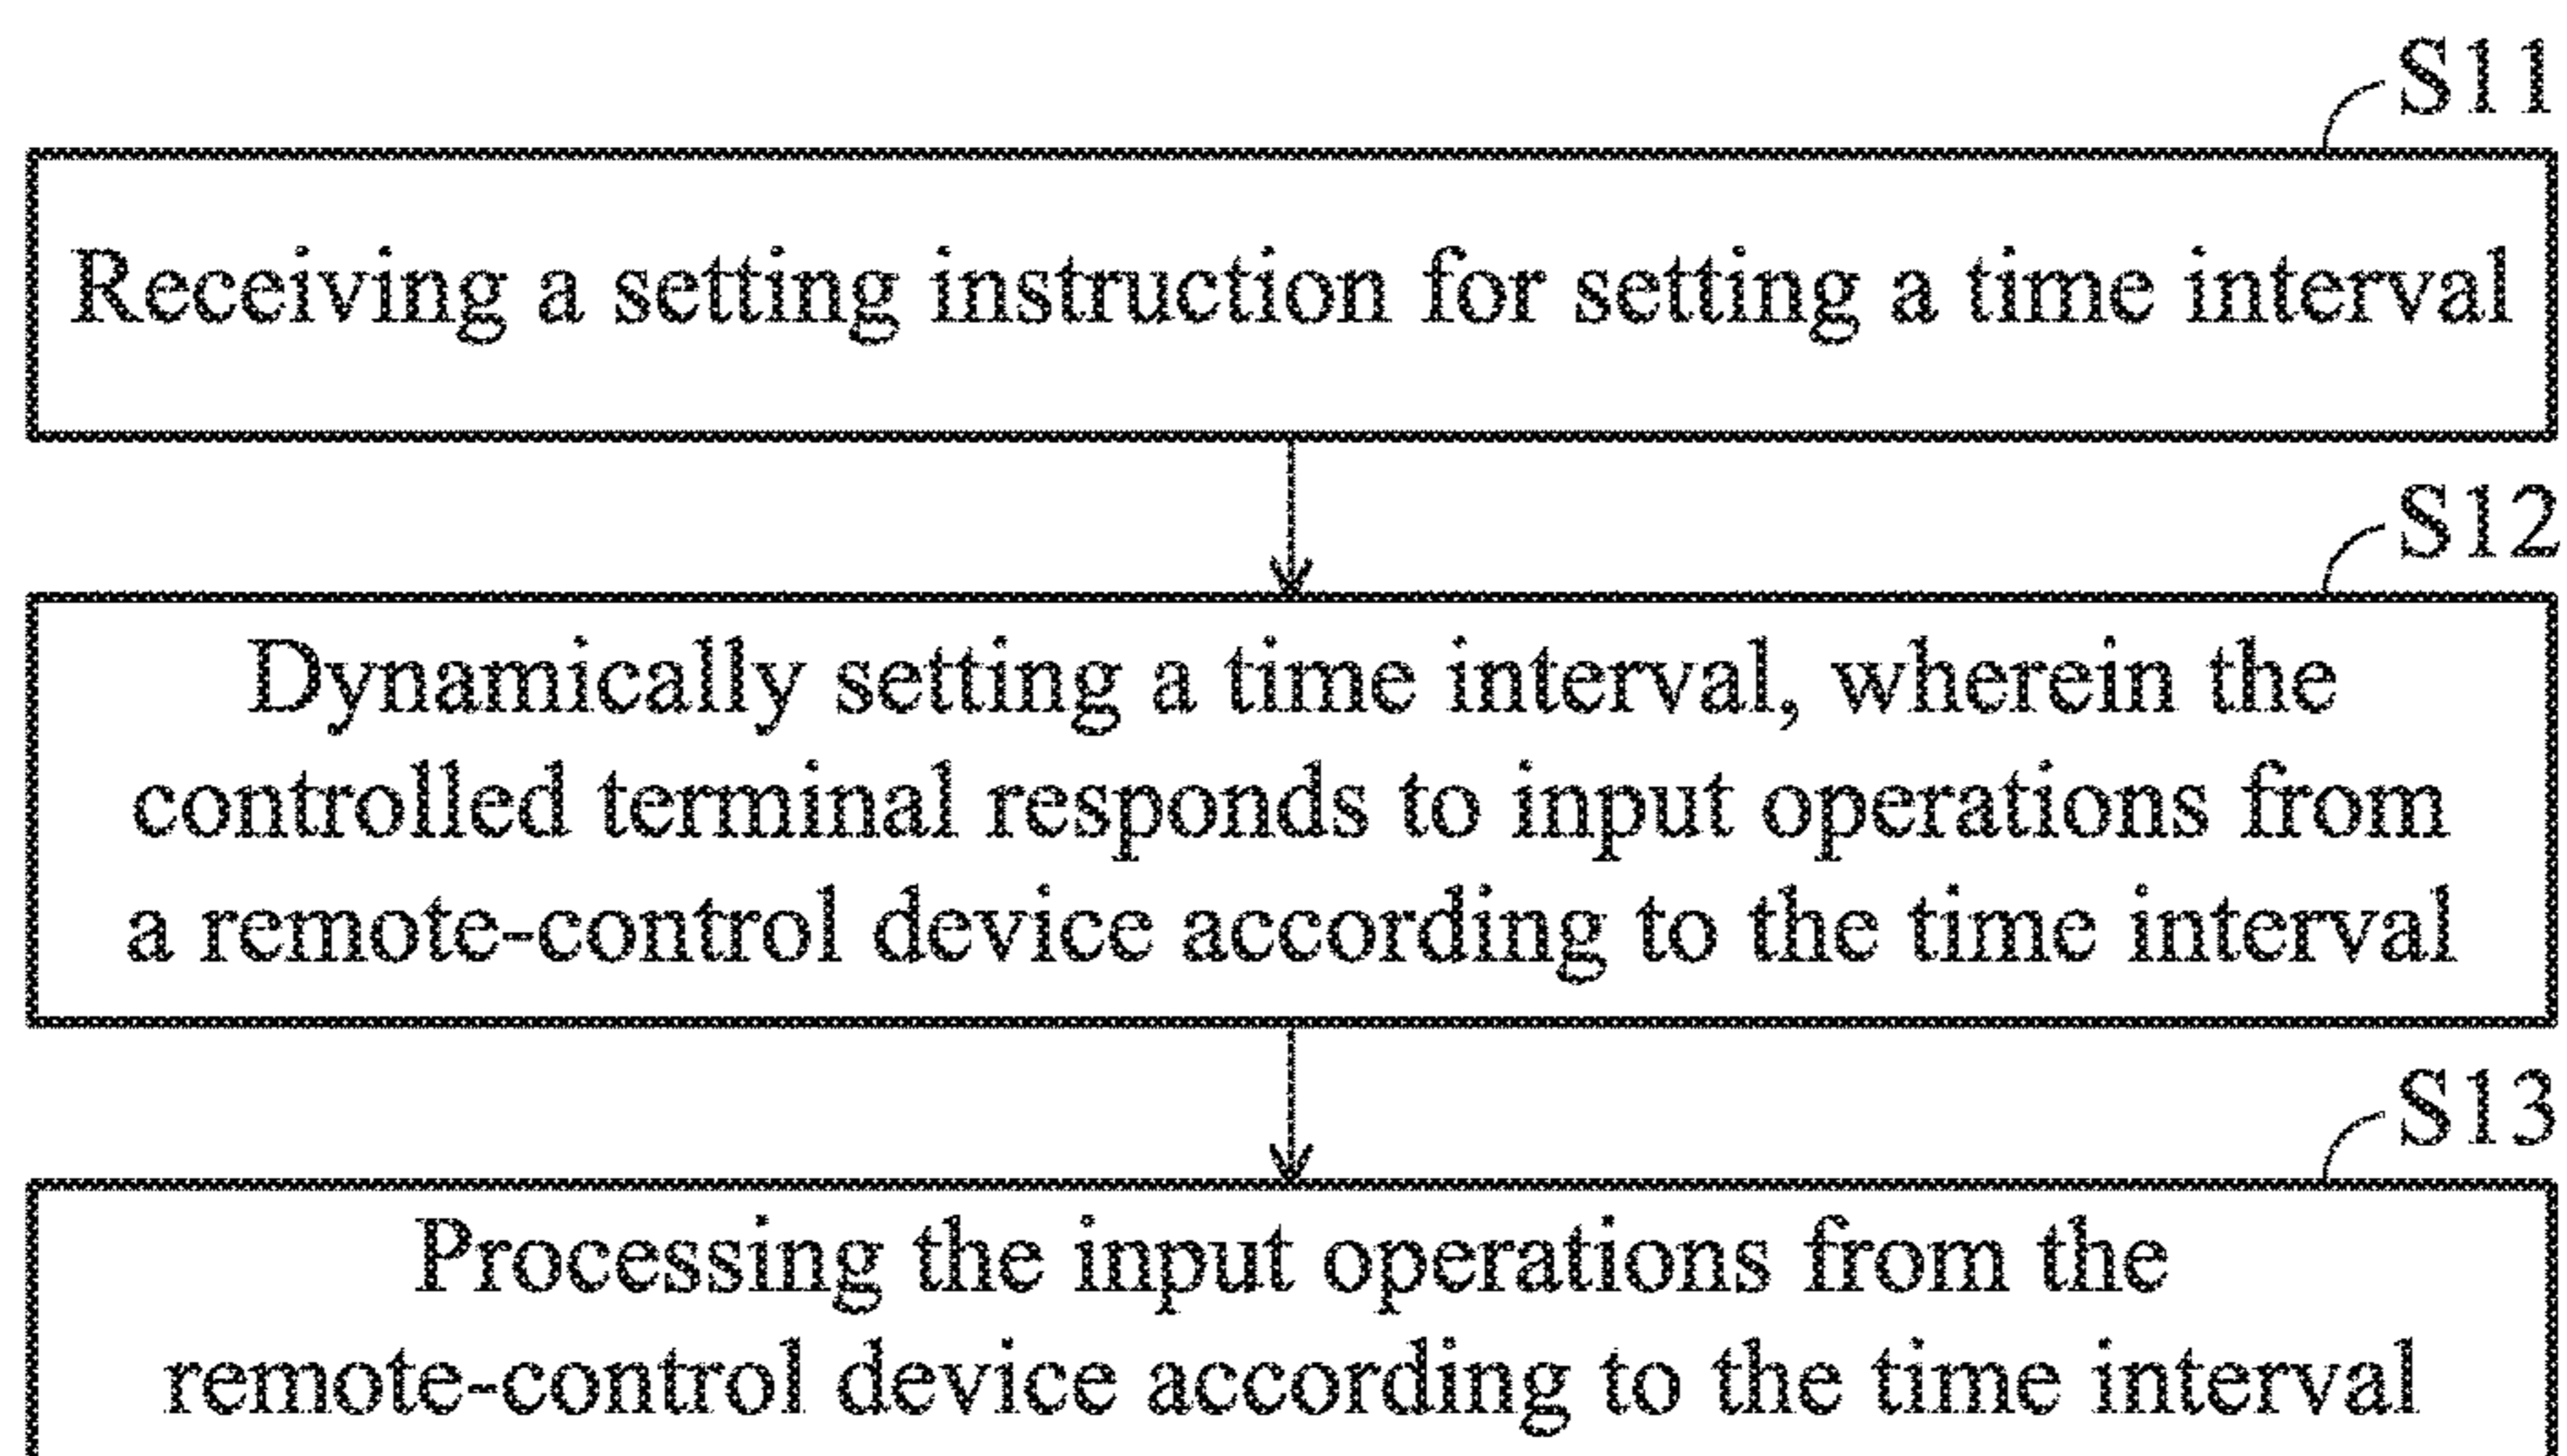 S11
Receiving a setting instruction for setting a time interval
S12
Dynamically setting a time interval, wherein the
controlled terminal responds to input operations from
a remote-control device according to the time interval
S13
Processing the input operations from the
remote-control device according to the time interval